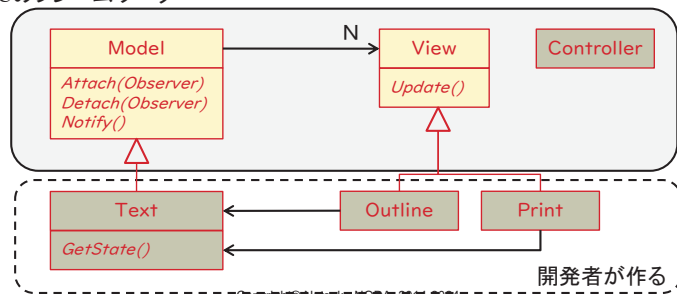 N
Model
View
Controller
Attach(Observer)
Detach(Observer)
Notify()
Update()
Text
Outline
Print
GetState()
開発者が作る